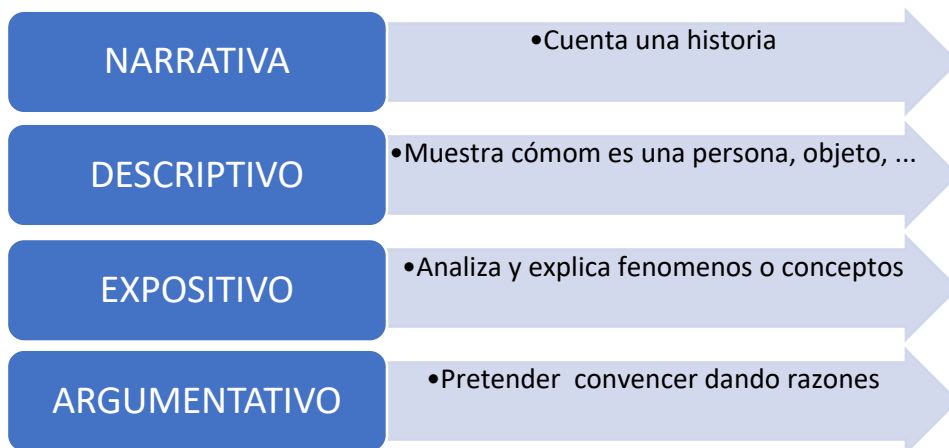 NARRATIVA
•Cuenta una historia
DESCRIPTIVO
•Muestra cómom es una persona, objeto, ...
EXPOSITIVO
•Analiza y explica fenomenos o conceptos
ARGUMENTATIVO
•Pretender  convencer dando razones